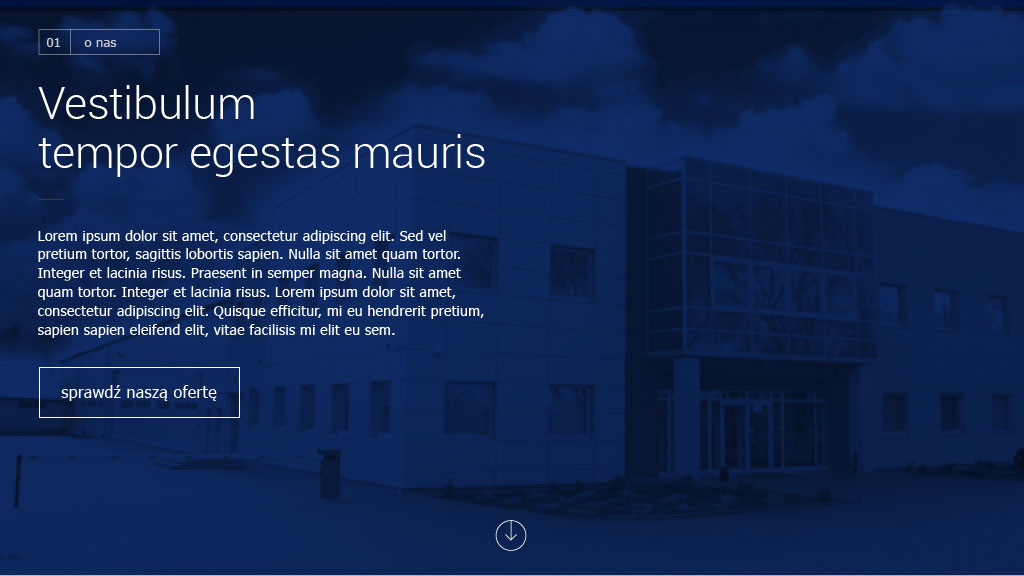 01 o nas
Vestibulum
tempor egestas mauris
Lorem ipsum dolor sit amet, consectetur adipiscing elit. Sed vel
pretium tortor, sagittis lobortis sapien. Nulla sit amet quam tortor.
Integer et lacinia risus. Praesent in semper magna. Nulla sit amet
quam tortor. Integer et lacinia risus. Lorem ipsum dolor sit amet,
consectetur adipiscing elit. Quisque efficitur, mi eu hendrerit pretium,
sapien sapien eleifend elit, vitae facilisis mi elit eu sem.
sprawdź naszą ofertę